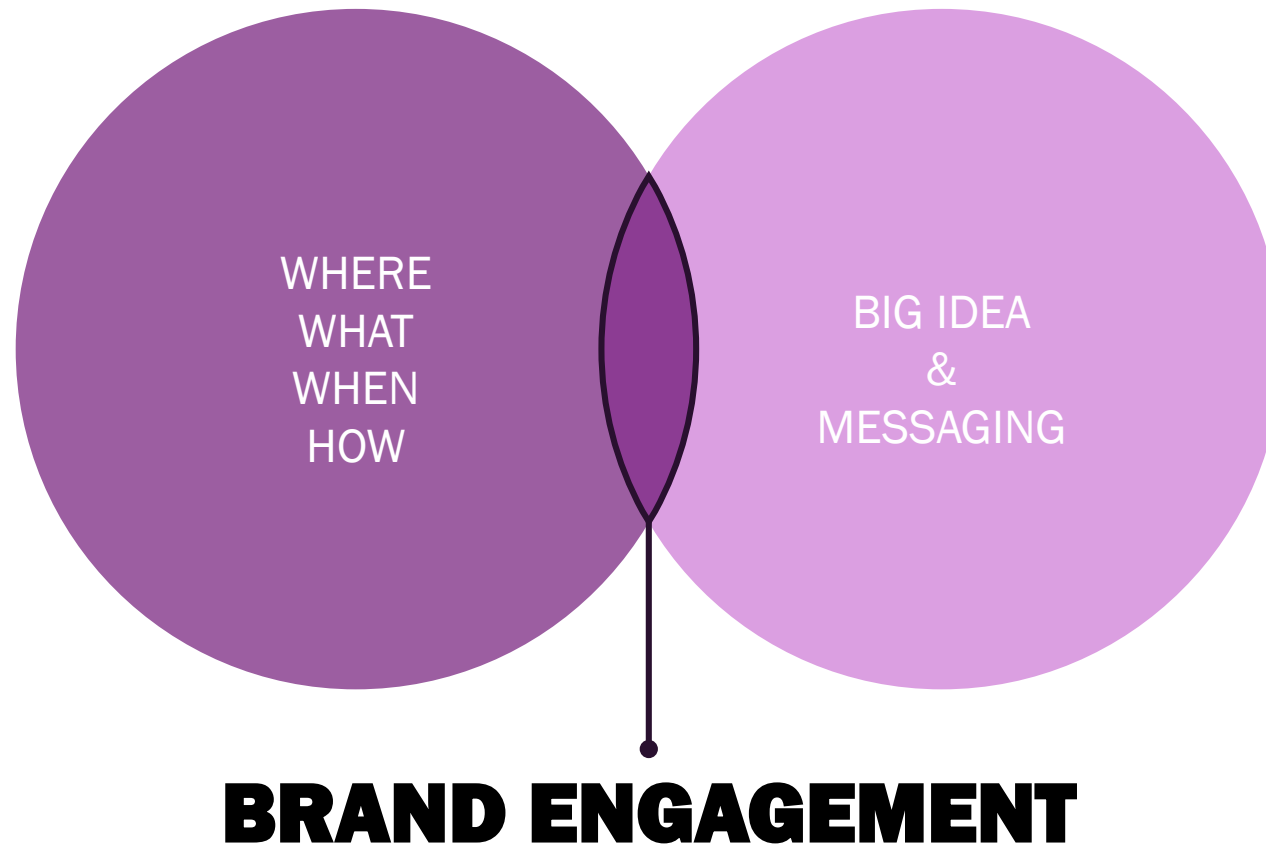 WHERE
WHAT
WHEN
HOW
BIG IDEA
&
MESSAGING
BRAND ENGAGEMENT